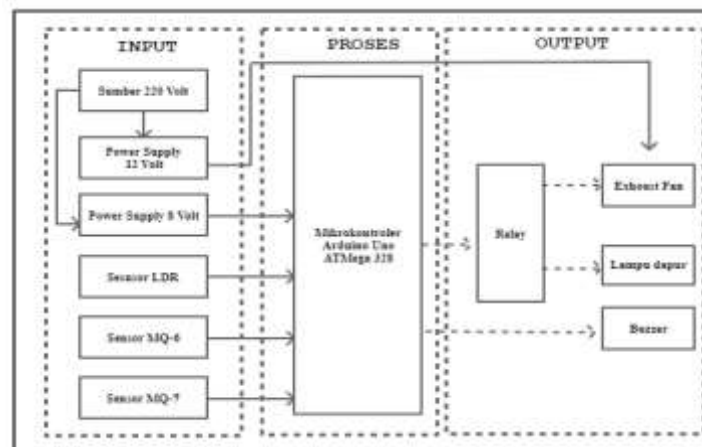 INPUT
Sumber 220 Volt
Power Supply
12 Volt
Power Supply 8 Volt
Sensor LDR
Sensor MQ-6
Sensor MQ-7
PROSES
Mikrokontroler
Arduino Uno
ATMega 328
OUTPUT
Relay
Exhaust Fan
Lampu dapur
Buzzer